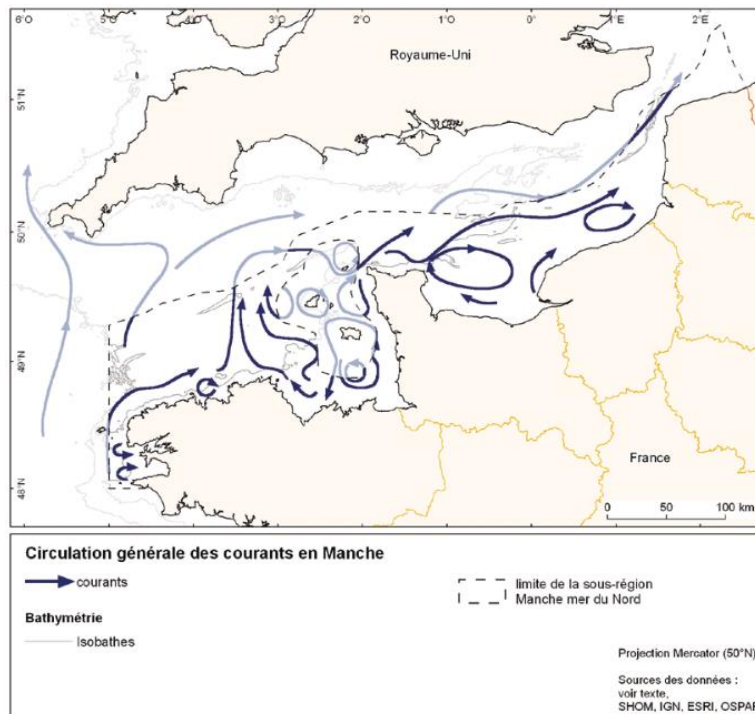 6°O 5° 4° 3° 2° 1° 0° 1° 2°E
Royaume-Uni
51°N
50°N
49°N
48°N
France
0 50 100 km
Circulation générale des courants en Manche
courants
limite de la sous-région
Manche mer du Nord
Bathymétrie
Isobathes
Projection Mercator (50°N)
Sources des données :
voir texte,
SHOM, IGN, ESRI, OSPAR